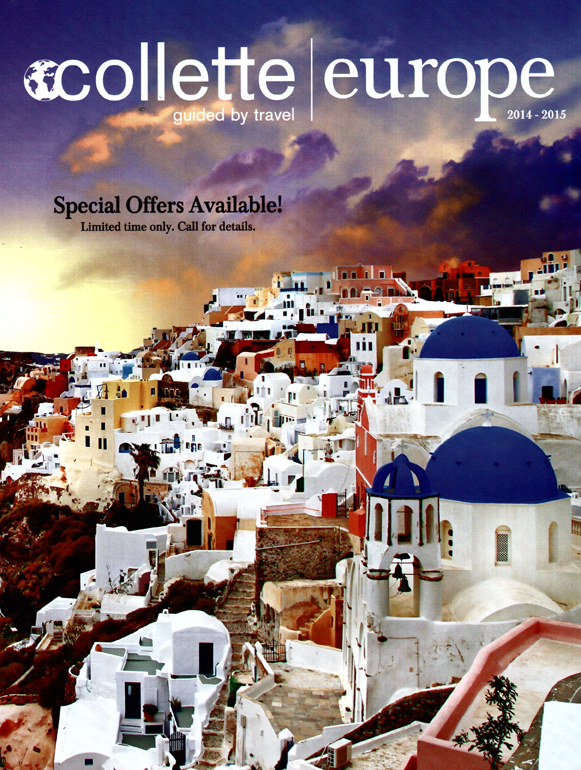 collette
europe
guided by travel
2014 - 2015
Special Offers Available!
Limited time only. Call for details.